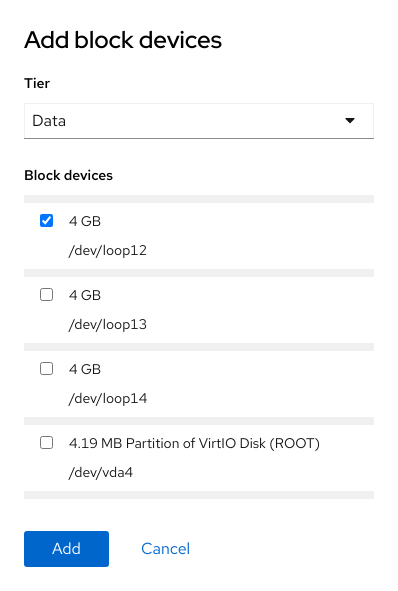 Add block devices
Tier
Data
Block devices
4 GB
/dev/loop12
4 GB
/dev/loop13
4 GB
/dev/loop14
4.19 MB Partition of VirtIO Disk (ROOT)
/dev/vda4
Add Cancel